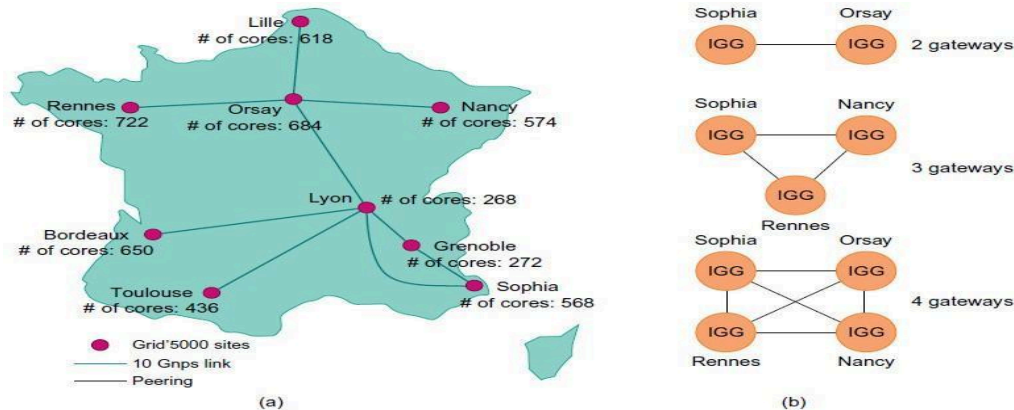 Lille
# of cores: 618
Rennes
# of cores: 722
Orsay
# of cores: 684
Nancy
# of cores: 574
Lyon
# of cores: 268
Bordeaux
# of cores: 650
Grenoble
# of cores: 272
Toulouse
# of cores: 436
Sophia
# of cores: 568
Grid'5000 sites
10 Gnps link
Peering
(a)
Sophia
Orsay
IGG
IGG
2 gateways
Sophia
Nancy
IGG
IGG
3 gateways
IGG
Rennes
Sophia
Orsay
IGG
IGG
4 gateways
IGG
IGG
Rennes
Nancy
(b)